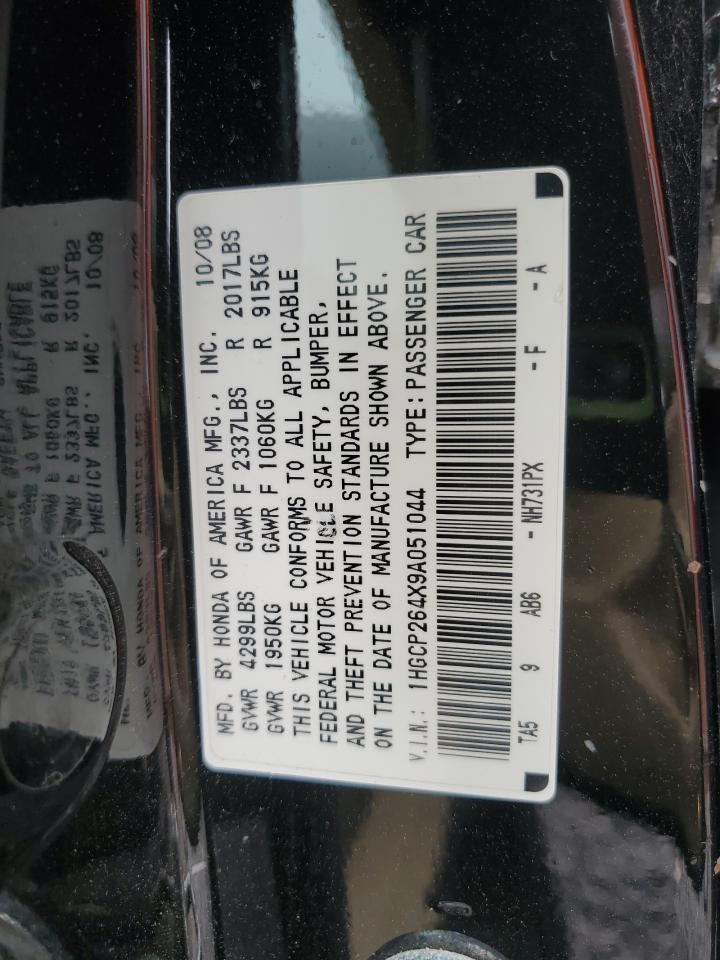 MFD. BY HONDA OF AMERICA MFG., INC. 10/08
GVWR 4299LBS GAWR F 2337LBS R 2017LBS
GVWR 1950KG GAWR F 1060KG R 915KG
THIS VEHICLE CONFORMS TO ALL APPLICABLE
FEDERAL MOTOR VEHICLE SAFETY, BUMPER,
AND THEFT PREVENTION STANDARDS IN EFFECT
ON THE DATE OF MANUFACTURE SHOWN ABOVE.
V.I.N.: 1HGCP264X9A051044 TYPE: PASSENGER CAR
TA5 9 AB6 - NH731PX - F - A